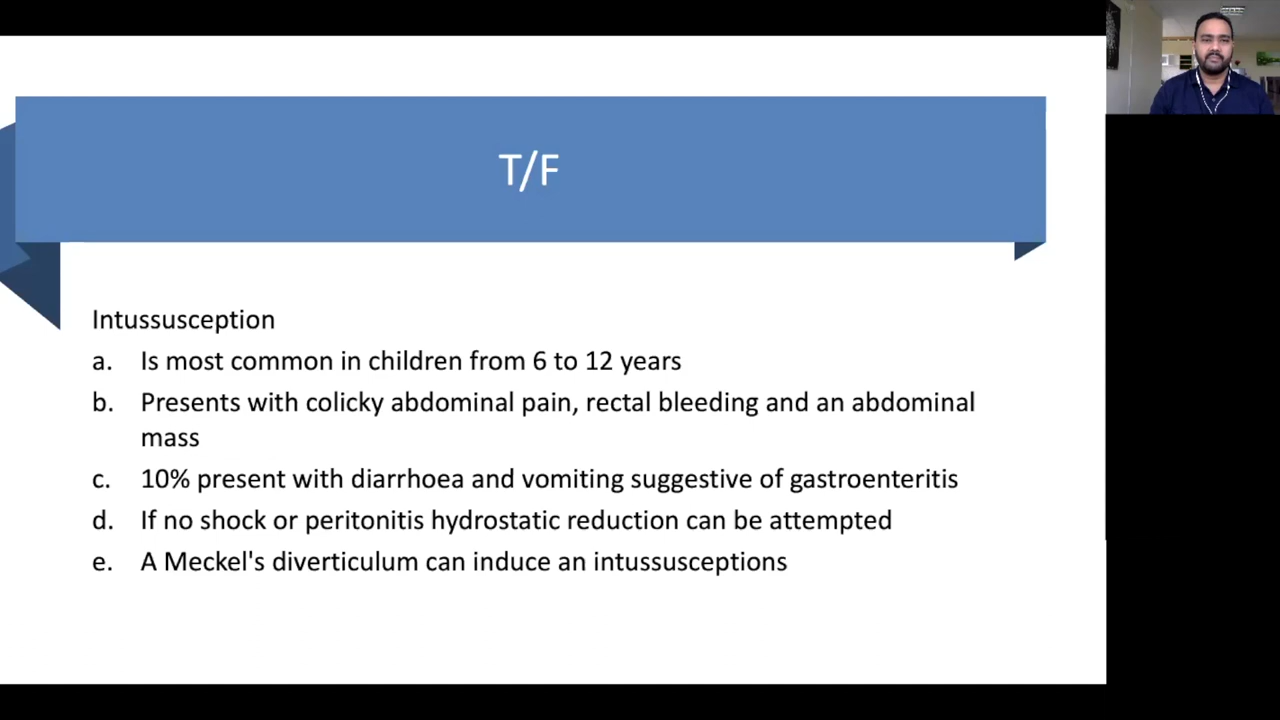 T/F
Intussusception
a. Is most common in children from 6 to 12 years
b. Presents with colicky abdominal pain, rectal bleeding and an abdominal
mass
c. 10% present with diarrhoea and vomiting suggestive of gastroenteritis
d. If no shock or peritonitis hydrostatic reduction can be attempted
e. A Meckel's diverticulum can induce an intussusceptions